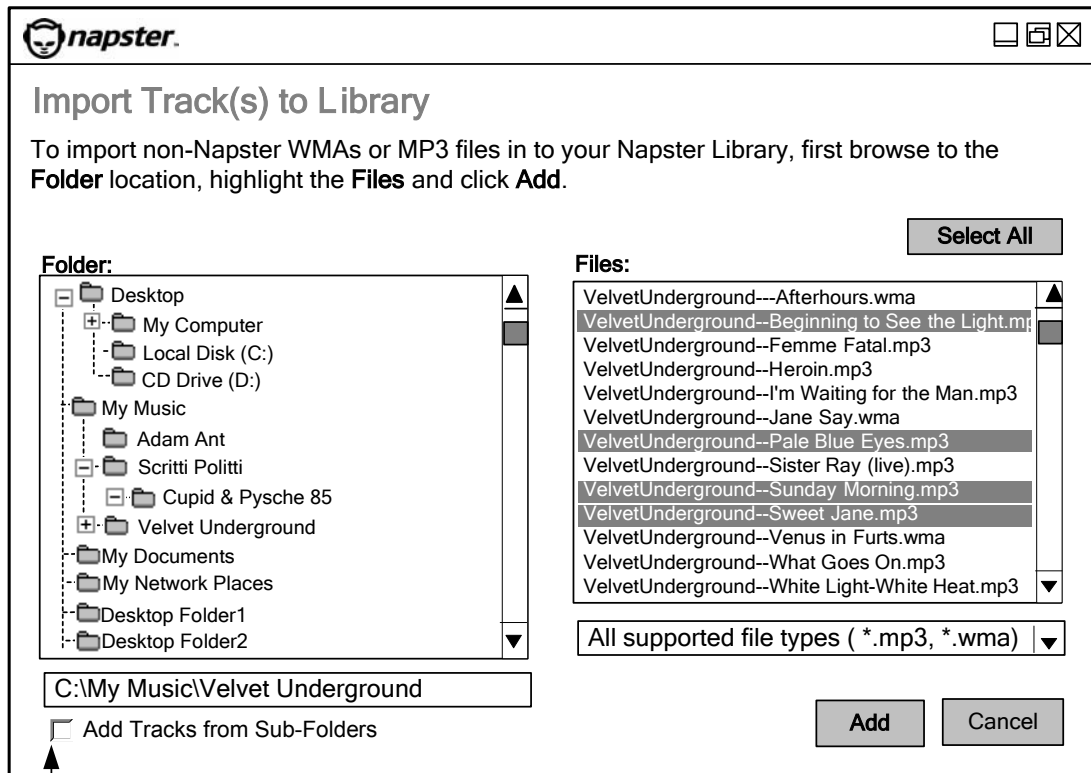 napster.
Import Track(s) to Library
To import non-Napster WMAs or MP3 files in to your Napster Library, first browse to the
Folder location, highlight the Files and click Add.
Select All
Folder:
Desktop
My Computer
Local Disk (C:)
CD Drive (D:)
My Music
Adam Ant
Scritti Politti
Cupid & Pysche 85
Velvet Underground
My Documents
My Network Places
Desktop Folder1
Desktop Folder2
C:\My Music\Velvet Underground
Add Tracks from Sub-Folders
Files:
VelvetUnderground---Afterhours.wma
VelvetUnderground--Beginning to See the Light.mp
VelvetUnderground--Femme Fatal.mp3
VelvetUnderground--Heroin.mp3
VelvetUnderground--I'm Waiting for the Man.mp3
VelvetUnderground--Jane Say.wma
VelvetUnderground--Pale Blue Eyes.mp3
VelvetUnderground--Sister Ray (live).mp3
VelvetUnderground--Sunday Morning.mp3
VelvetUnderground--Sweet Jane.mp3
VelvetUnderground--Venus in Furts.wma
VelvetUnderground--What Goes On.mp3
VelvetUnderground--White Light-White Heat.mp3
All supported file types ( *.mp3, *.wma)
Add
Cancel